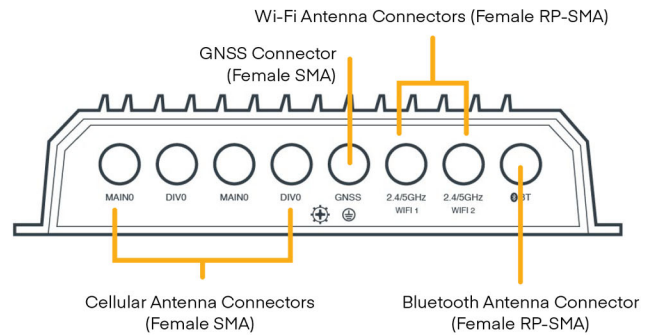 Wi-Fi Antenna Connectors (Female RP-SMA)
GNSS Connector
(Female SMA)
MAIN0 DIV0 MAIN0 DIV0 GNSS 2.4/5GHz 2.4/5GHz BT
WIFI 1 WIFI 2
Cellular Antenna Connectors
(Female SMA)
Bluetooth Antenna Connector
(Female RP-SMA)